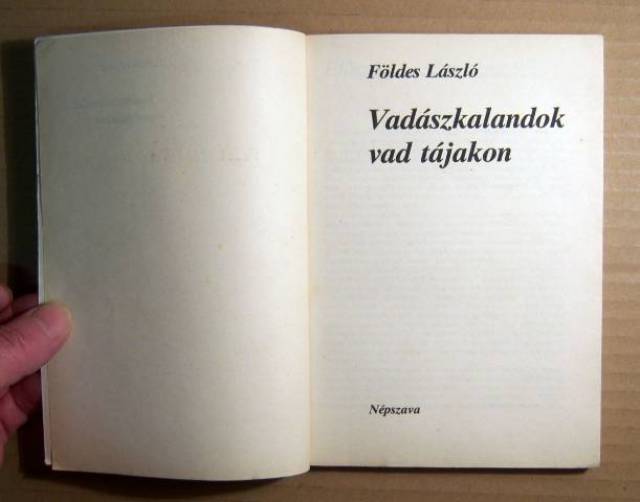 Földes László
Vadászkalandok
vad tájakon
Népszava